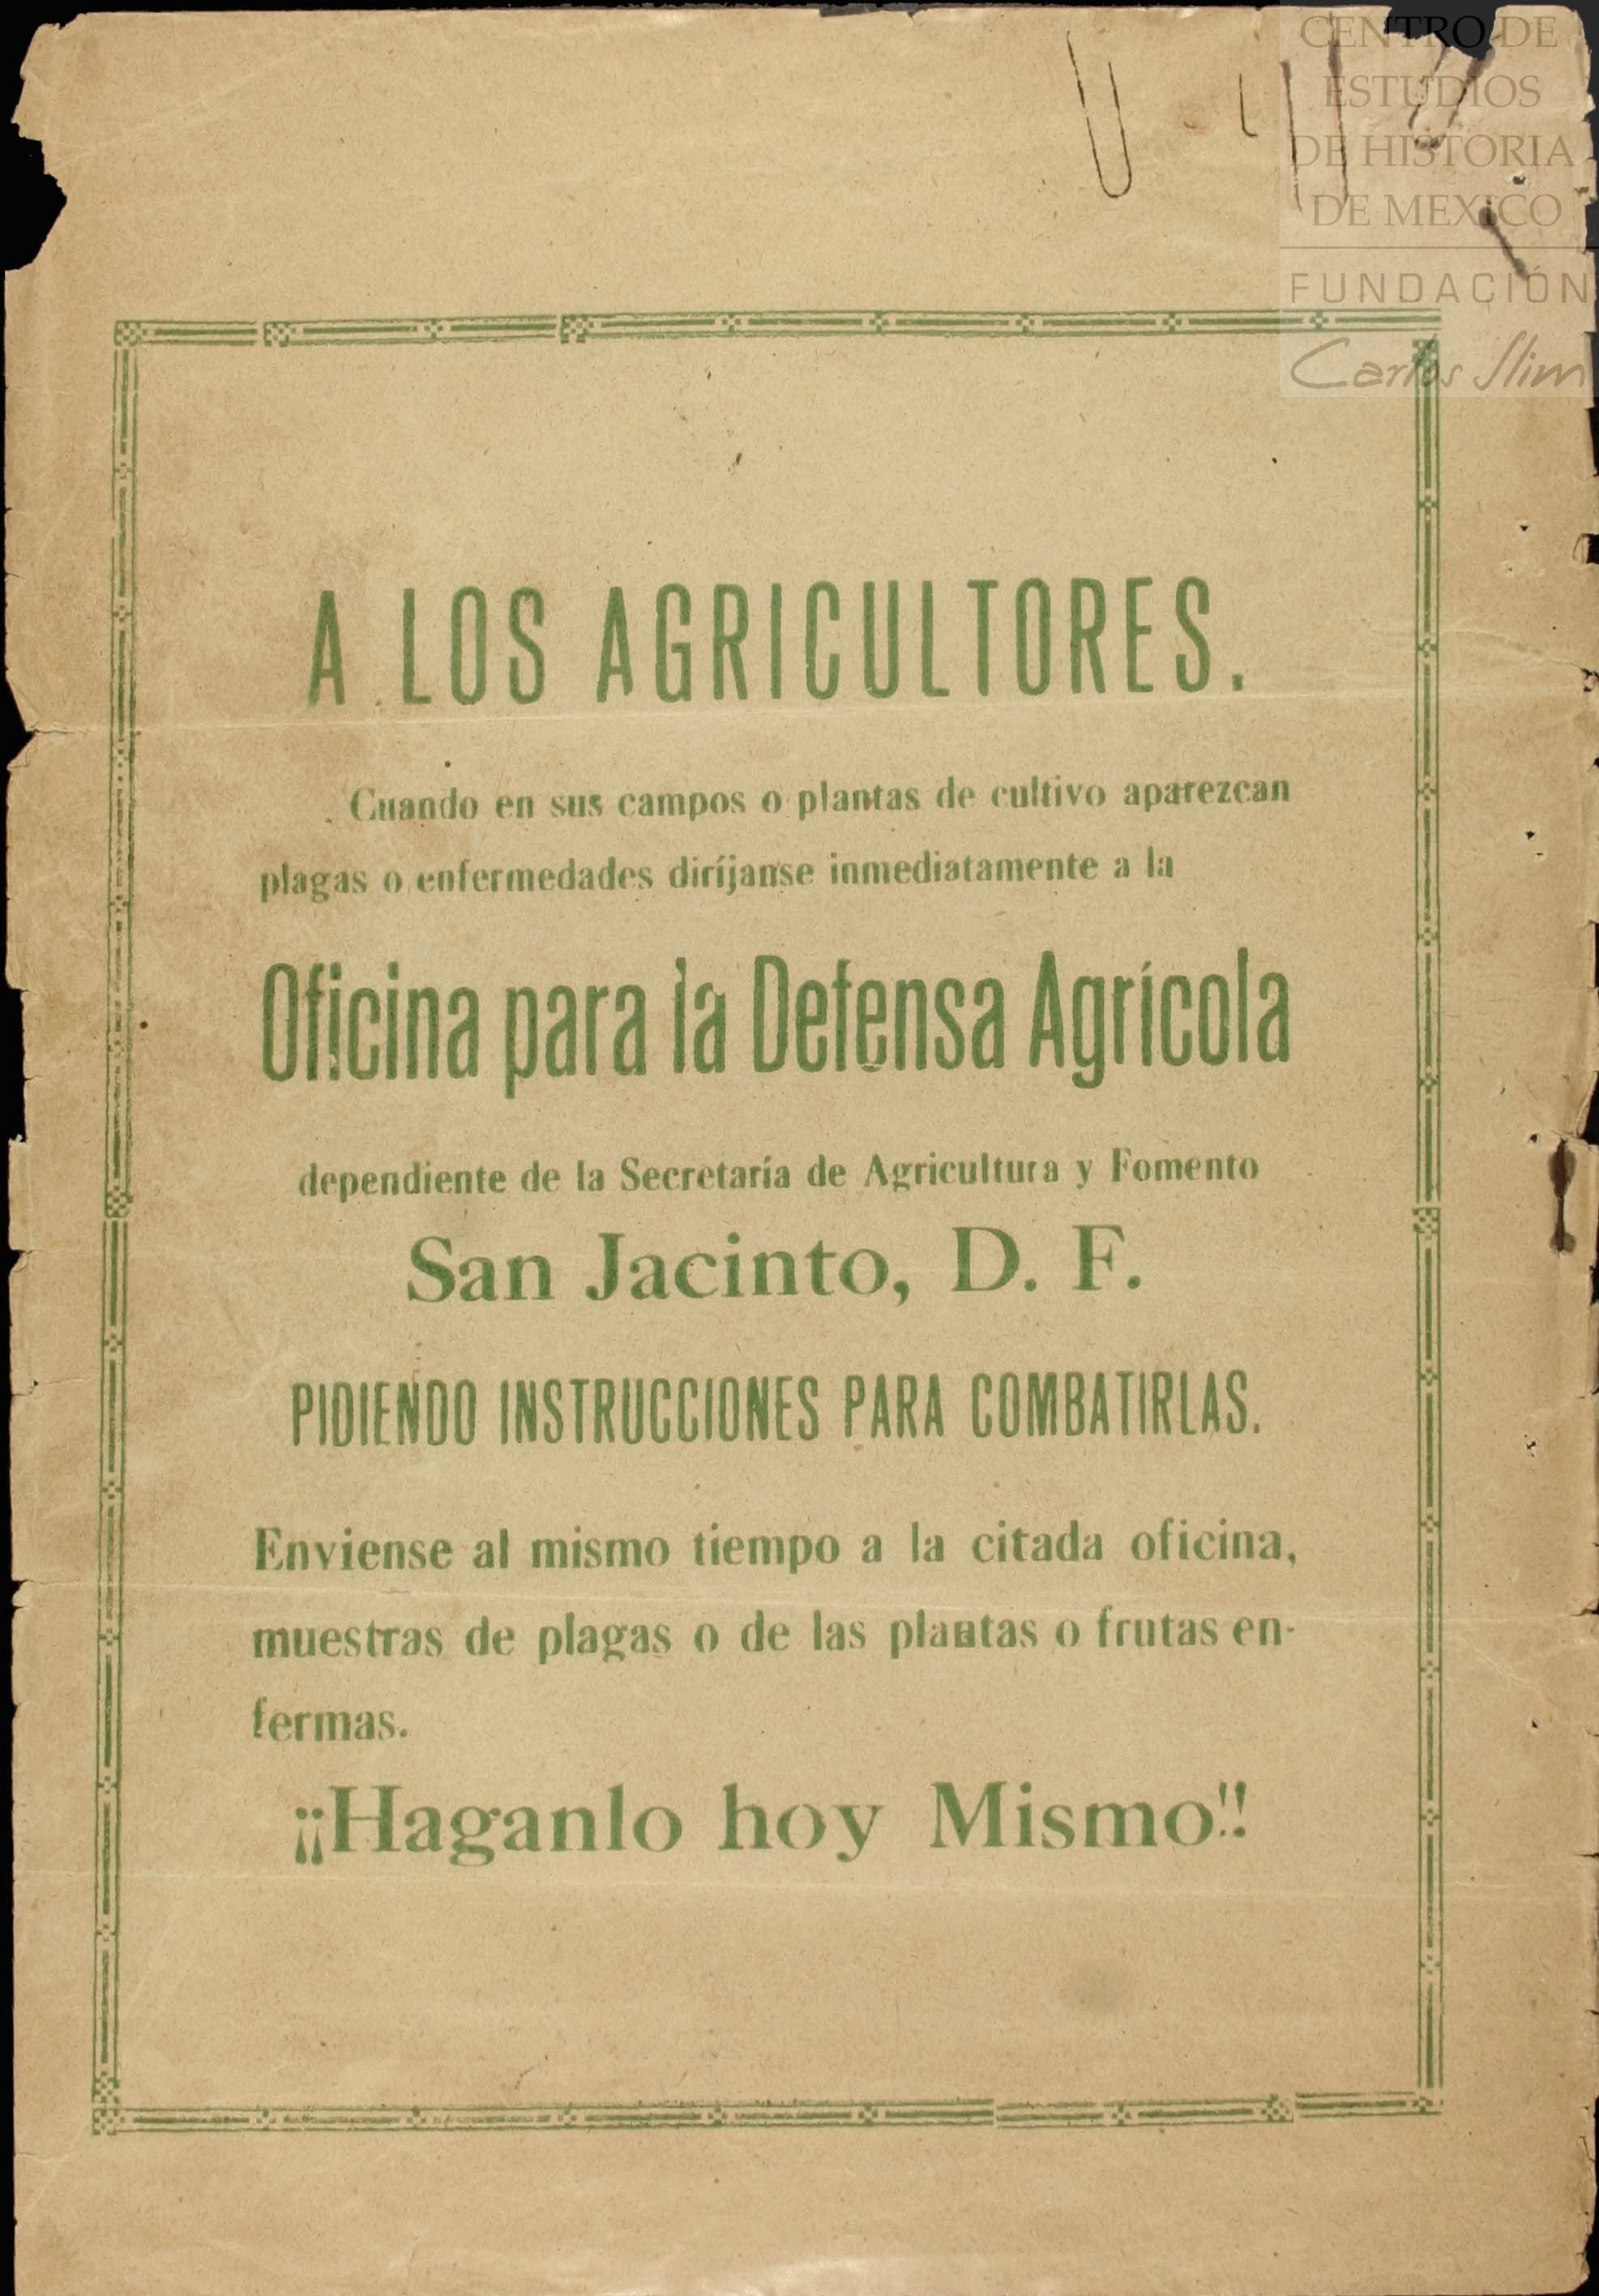 CENTRO DE
ESTUDIOS
DE HISTORIA
DE MEXICO
FUNDACIÓN
Carlos Slim
A LOS AGRICULTORES.
Cuando en sus campos o plantas de cultivo aparezcan
plagas o enfermedades diríjanse inmediatamente a la
Oficina para la Defensa Agrícola
dependiente de la Secretaría de Agricultura y Fomento
San Jacinto, D. F.
PIDIENDO INSTRUCCIONES PARA COMBATIRLAS.
Enviense al mismo tiempo a la citada oficina,
muestras de plagas o de las plantas o frutas en-
fermas.
¡¡Haganlo hoy Mismo!!